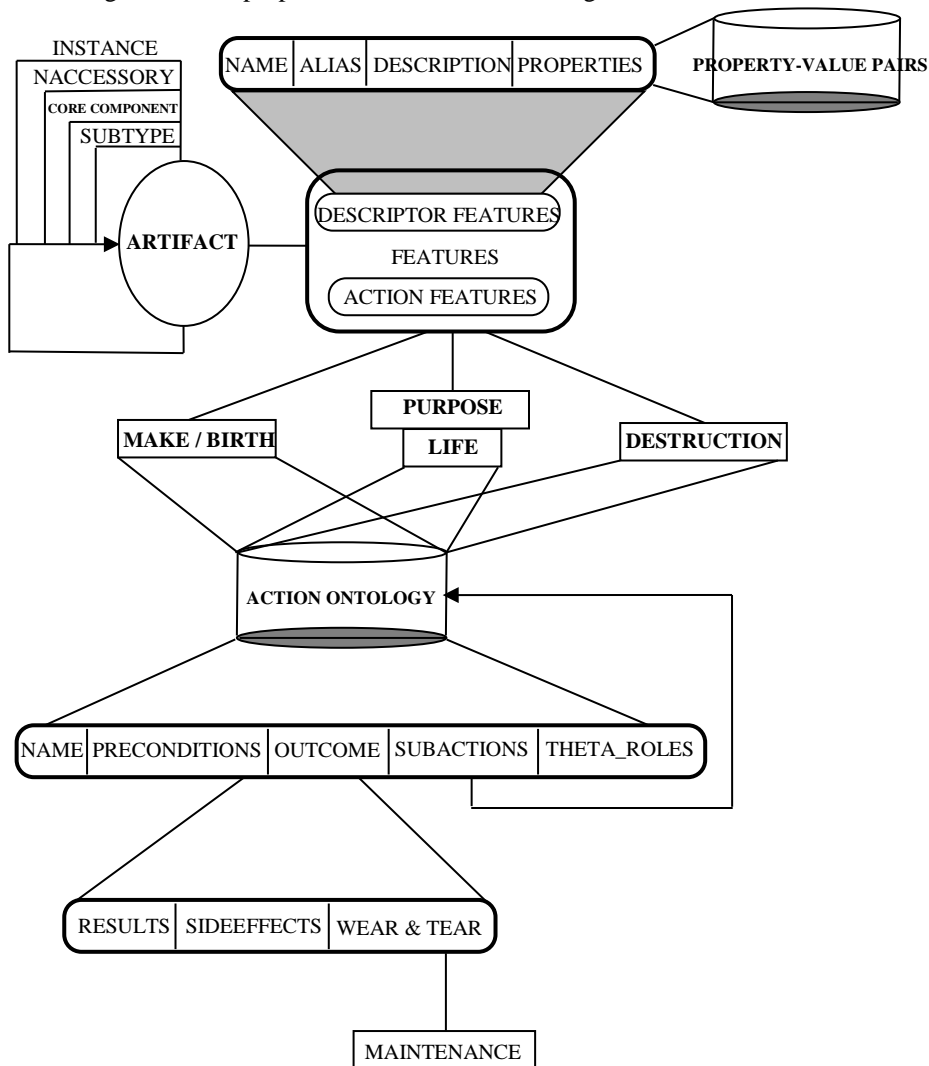 INSTANCE
NACCESSORY
CORE COMPONENT
SUBTYPE
ARTIFACT
NAME ALIAS DESCRIPTION PROPERTIES
PROPERTY-VALUE PAIRS
DESCRIPTOR FEATURES
FEATURES
ACTION FEATURES
MAKE / BIRTH
PURPOSE
LIFE
DESTRUCTION
ACTION ONTOLOGY
NAME PRECONDITIONS OUTCOME SUBACTIONS THETA_ROLES
RESULTS SIDEEFFECTS WEAR & TEAR
MAINTENANCE